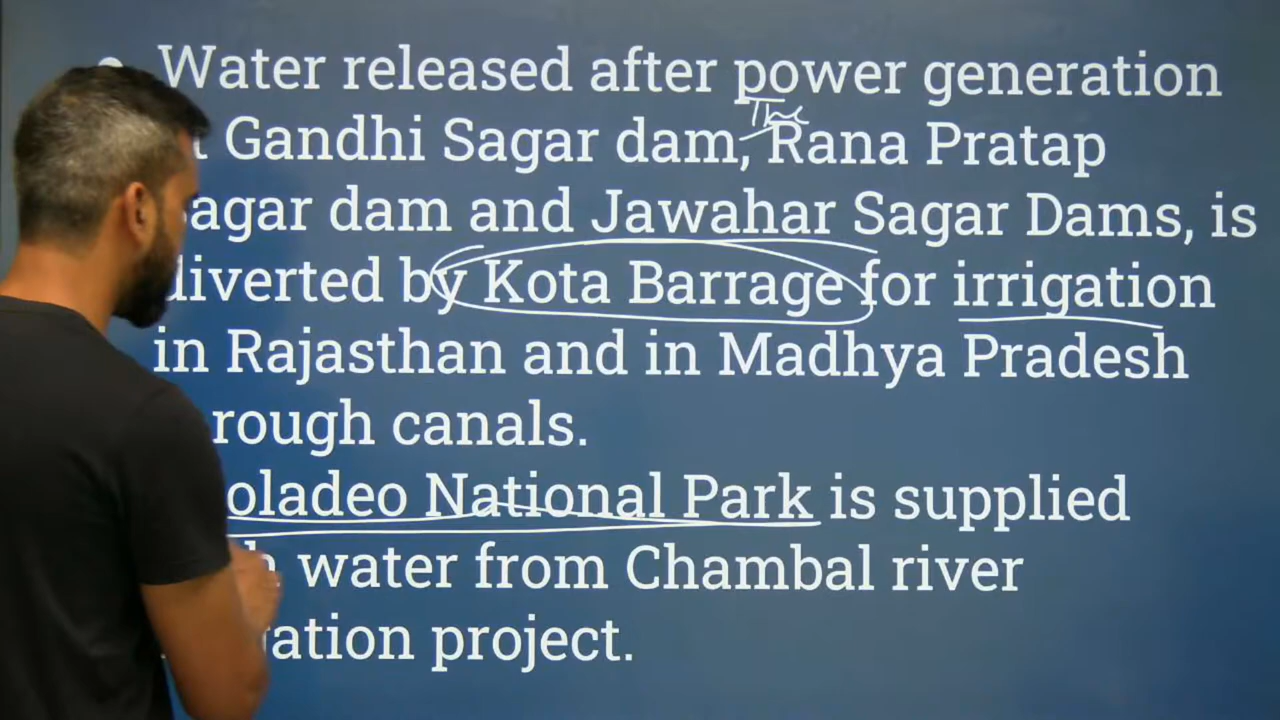 Water released after power generation
The
Gandhi Sagar dam, Rana Pratap
agar dam and Jawahar Sagar Dams, is
diverted by Kota Barrage for irrigation
in Rajasthan and in Madhya Pradesh
rough canals.
oladeo National Park is supplied
water from Chambal river
gation project.